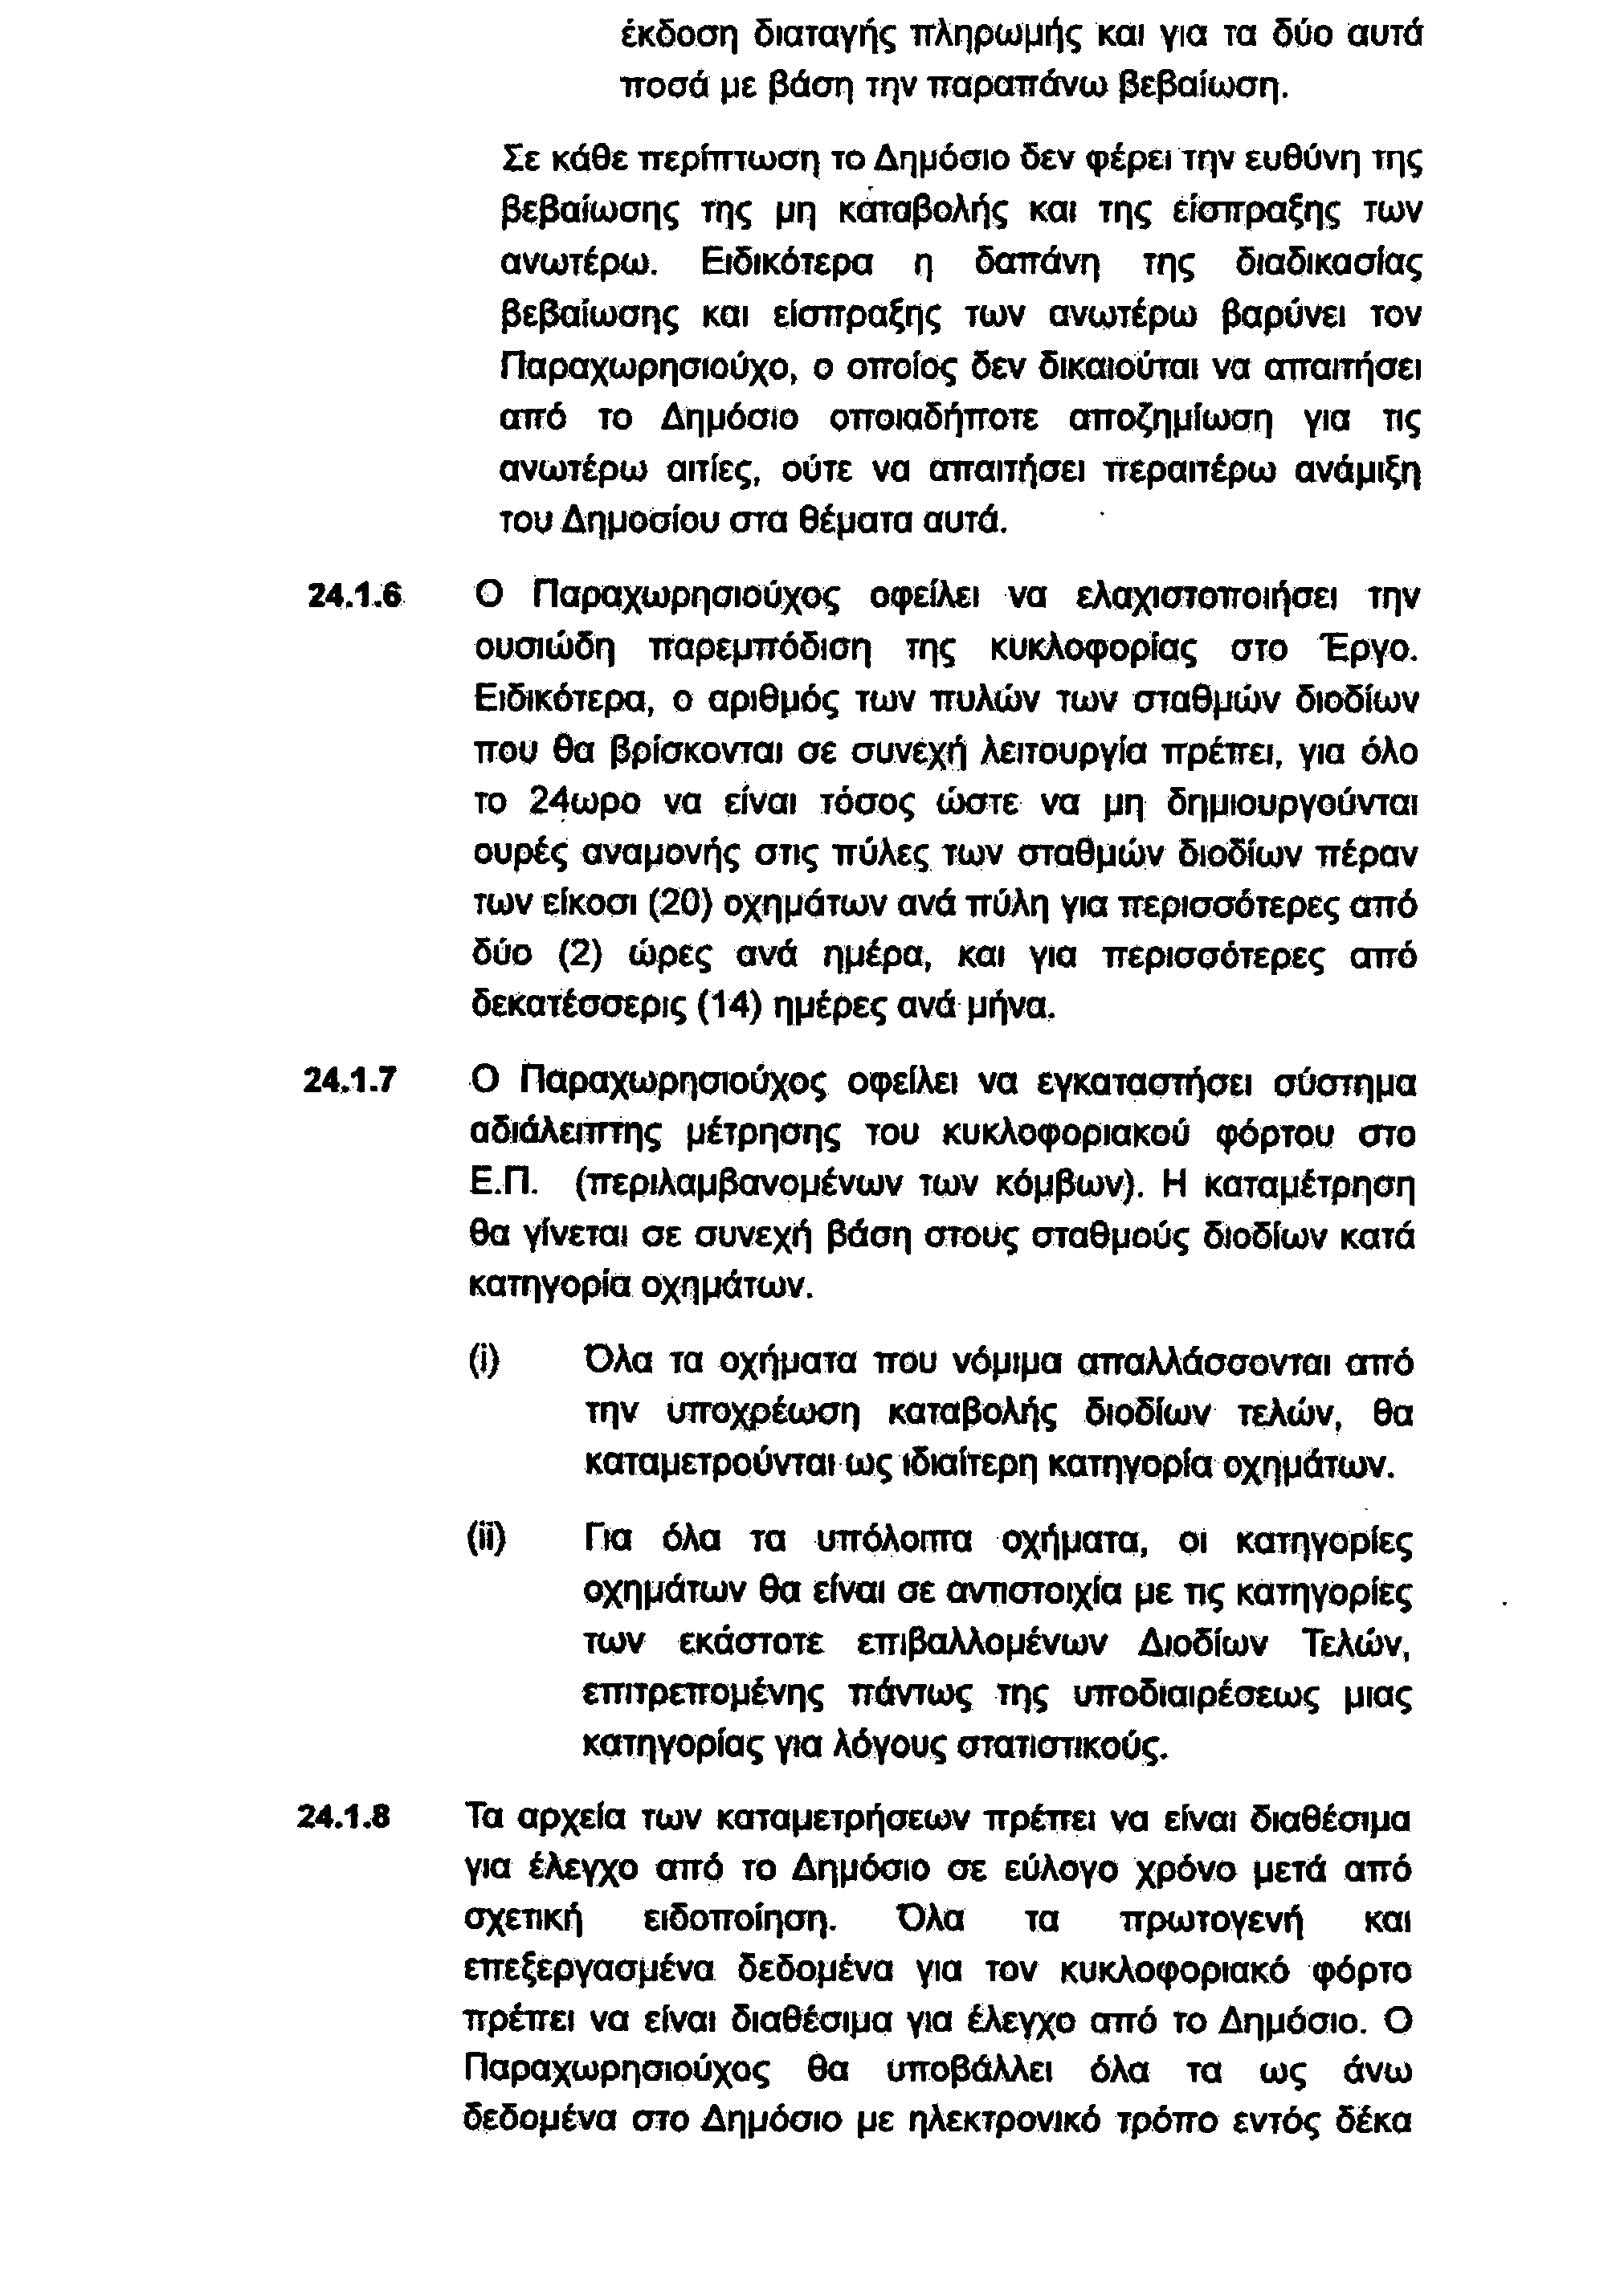 έκδοση διαταγής πληρωμής και για τα δύο αυτά
ποσά με βάση την παραπάνω βεβαίωση.
Σε κάθε περίπτωση το Δημόσιο δεν φέρει την ευθύνη της
βεβαίωσης της μη καταβολής και της είσπραξης των
ανωτέρω. Ειδικότερα η δαπάνη της διαδικασίας
βεβαίωσης και είσπραξης των ανωτέρω βαρύνει τον
Παραχωρησιούχο, ο οποίος δεν δικαιούται να απαιτήσει
από το Δημόσιο οποιαδήποτε αποζημίωση για τις
ανωτέρω αιτίες, ούτε να απαιτήσει περαιτέρω ανάμιξη
του Δημοσίου στα θέματα αυτά.
24.1.6 Ο Παραχωρησιούχος οφείλει να ελαχιστοποιήσει την
ουσιώδη παρεμπόδιση της κυκλοφορίας στο Έργο.
Ειδικότερα, ο αριθμός των πυλών των σταθμών διοδίων
που θα βρίσκονται σε συνεχή λειτουργία πρέπει, για όλο
το 24ωρο να είναι τόσος ώστε να μη δημιουργούνται
ουρές αναμονής στις πύλες των σταθμών διοδίων πέραν
των είκοσι (20) οχημάτων ανά πύλη για περισσότερες από
δύο (2) ώρες ανά ημέρα, και για περισσότερες από
δεκατέσσερις (14) ημέρες ανά μήνα.
24.1.7 Ο Παραχωρησιούχος οφείλει να εγκαταστήσει σύστημα
αδιάλειπτης μέτρησης του κυκλοφοριακού φόρτου στο
Ε.Π. (περιλαμβανομένων των κόμβων). Η καταμέτρηση
θα γίνεται σε συνεχή βάση στους σταθμούς διοδίων κατά
κατηγορία οχημάτων.
(i) Όλα τα οχήματα που νόμιμα απαλλάσσονται από
την υποχρέωση καταβολής διοδίων τελών, θα
καταμετρούνται ως ιδιαίτερη κατηγορία οχημάτων.
(ii) Για όλα τα υπόλοιπα οχήματα, οι κατηγορίες
οχημάτων θα είναι σε αντιστοιχία με τις κατηγορίες
των εκάστοτε επιβαλλομένων Διοδίων Τελών,
επιτρεπομένης πάντως της υποδιαιρέσεως μιας
κατηγορίας για λόγους στατιστικούς.
24.1.8 Τα αρχεία των καταμετρήσεων πρέπει να είναι διαθέσιμα
για έλεγχο από το Δημόσιο σε εύλογο χρόνο μετά από
σχετική ειδοποίηση. Όλα τα πρωτογενή και
επεξεργασμένα δεδομένα για τον κυκλοφοριακό φόρτο
πρέπει να είναι διαθέσιμα για έλεγχο από το Δημόσιο. Ο
Παραχωρησιούχος θα υποβάλλει όλα τα ως άνω
δεδομένα στο Δημόσιο με ηλεκτρονικό τρόπο εντός δέκα